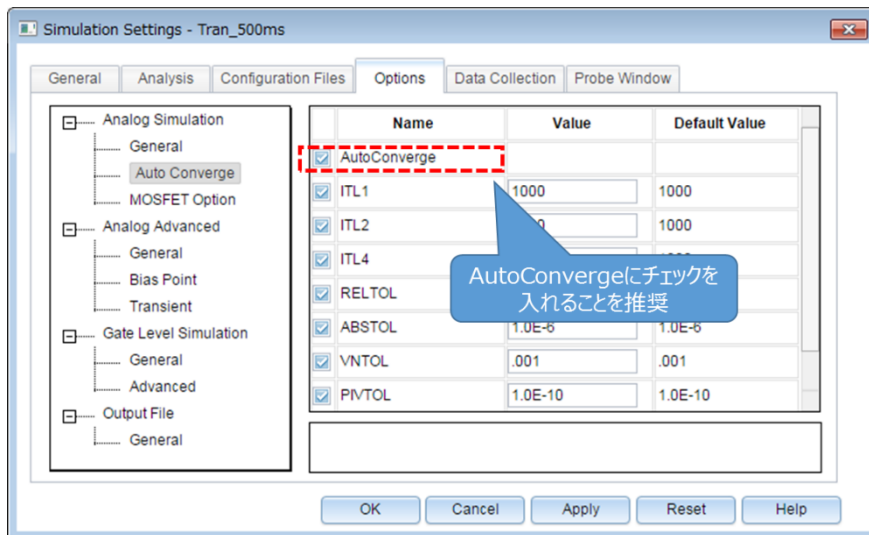 Simulation Settings - Tran_500ms
General Analysis Configuration Files Options Data Collection Probe Window
Analog Simulation
General
Auto Converge
MOSFET Option
Analog Advanced
General
Bias Point
Transient
Gate Level Simulation
General
Advanced
Output File
General
Name Value Default Value
AutoConverge
ITL1 1000 1000
ITL2 1000
ITL4
RELTOL
ABSTOL 1.0E-6 1.0E-6
VNTOL .001 .001
PIVTOL 1.0E-10 1.0E-10
AutoConvergeにチェックを
入れることを推奨
OK Cancel Apply Reset Help